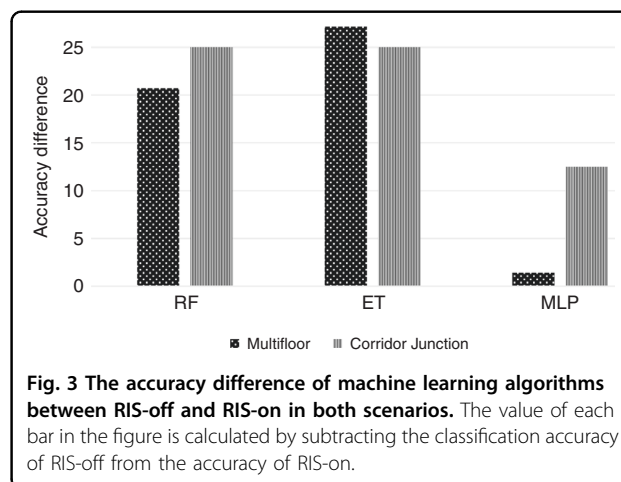 25
20
15
10
5
0
Accuracy difference
RF ET MLP
Multifloor Corridor Junction
Fig. 3 The accuracy difference of machine learning algorithms
between RIS-off and RIS-on in both scenarios. The value of each
bar in the figure is calculated by subtracting the classification accuracy
of RIS-off from the accuracy of RIS-on.